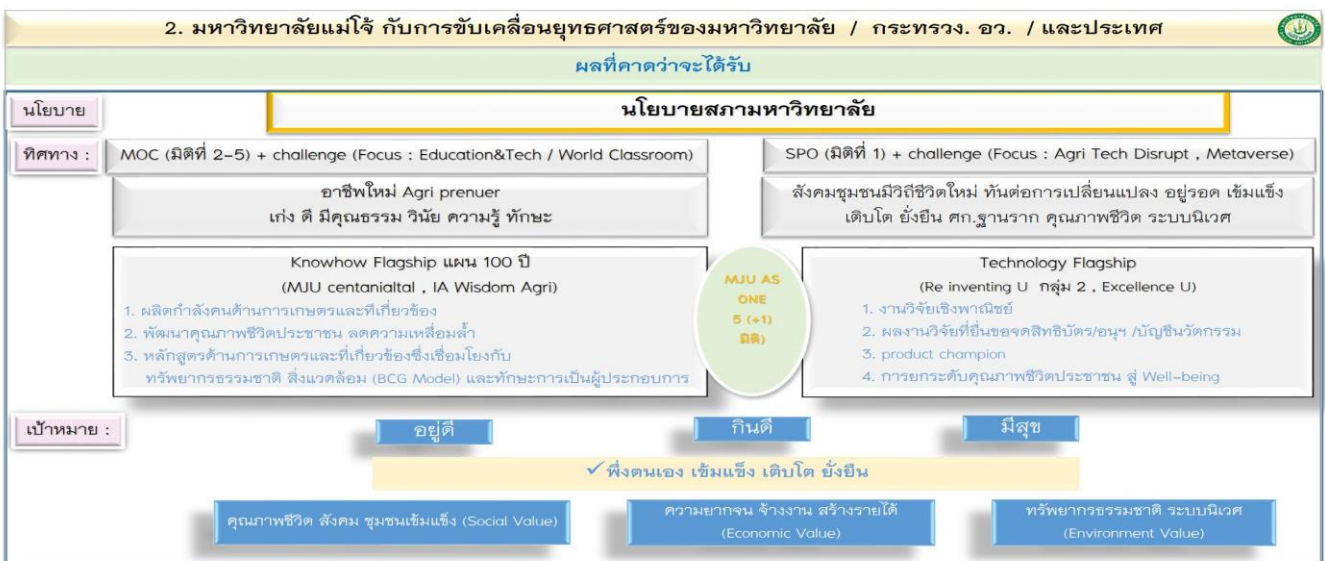 2. มหาวิทยาลัยแม่โจ้ กับการขับเคลื่อนยุทธศาสตร์ของมหาวิทยาลัย / กระทรวง. อว. / และประเทศ
ผลที่คาดว่าจะได้รับ
นโยบาย
นโยบายสภามหาวิทยาลัย
ทิศทาง :
MOC (มิติที่ 2-5) + challenge (Focus : Education&Tech / World Classroom)
SPO (มิติที่ 1) + challenge (Focus : Agri Tech Disrupt , Metaverse)
อาชีพใหม่ Agri prenuer
เก่ง ดี มีคุณธรรม วินัย ความรู้ ทักษะ
สังคมชุมชนมีวิถีชีวิตใหม่ ทันต่อการเปลี่ยนแปลง อยู่รอด เข้มแข็ง
เติบโต ยั่งยืน ศก.ฐานราก คุณภาพชีวิต ระบบนิเวศ
Knowhow Flagship แผน 100 ปี
(MJU centanialtal , IA Wisdom Agri)
1. ผลิตกำลังคนด้านการเกษตรและที่เกี่ยวข้อง
2. พัฒนาคุณภาพชีวิตประชาชน ลดความเหลื่อมล้ำ
3. หลักสูตรด้านการเกษตรและที่เกี่ยวข้องซึ่งเชื่อมโยงกับ
ทรัพยากรธรรมชาติ สิ่งแวดล้อม (BCG Model) และทักษะการเป็นผู้ประกอบการ
MJU AS
ONE
5 (+1)
มิติ)
Technology Flagship
(Re inventing U กลุ่ม 2 , Excellence U)
1. งานวิจัยเชิงพาณิชย์
2. ผลงานวิจัยที่ยื่นขอจดสิทธิบัตร/อนุฯ /บัญชีนวัตกรรม
3. product champion
4. การยกระดับคุณภาพชีวิตประชาชน สู่ Well-being
เป้าหมาย :
อยู่ดี
กินดี
มีสุข
✓พึ่งตนเอง เข้มแข็ง เติบโต ยั่งยืน
คุณภาพชีวิต สังคม ชุมชนเข้มแข็ง (Social Value)
ความยากจน จ้างงาน สร้างรายได้
(Economic Value)
ทรัพยากรธรรมชาติ ระบบนิเวศ
(Environment Value)